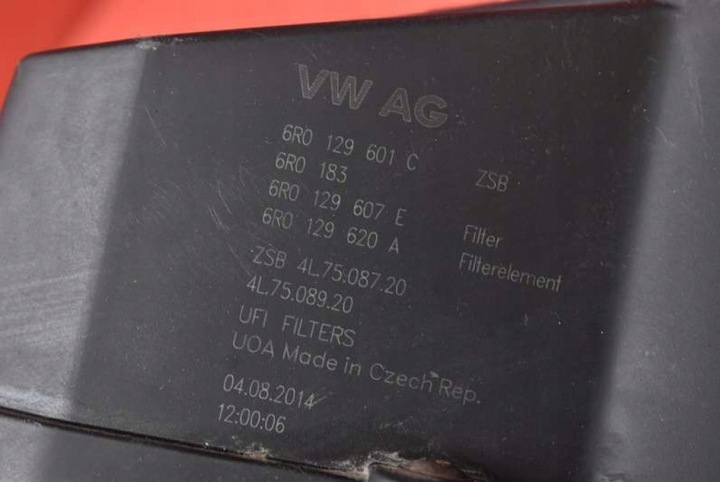 VW AG
6R0 129 601 C ZSB
6R0 183
6R0 129 607 E Filter
6R0 129 620 A Filterelement
ZSB 4L.75.087.20
4L.75.089.20
UFI FILTERS
UOA Made in Czech Rep.
04.08.2014
12:00:06